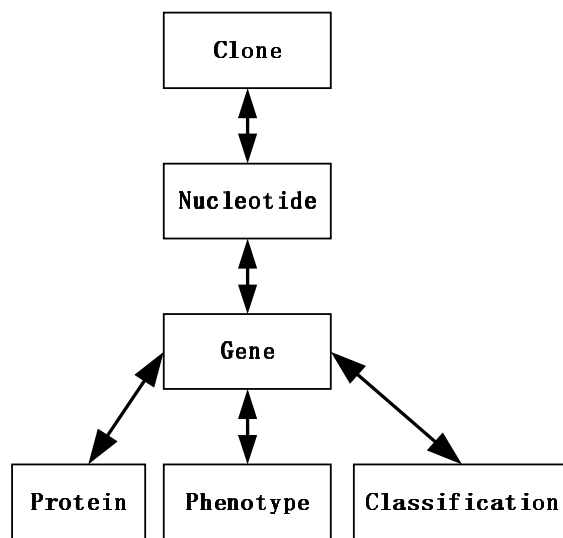 Clone
Nucleotide
Gene
Protein
Phenotype
Classification